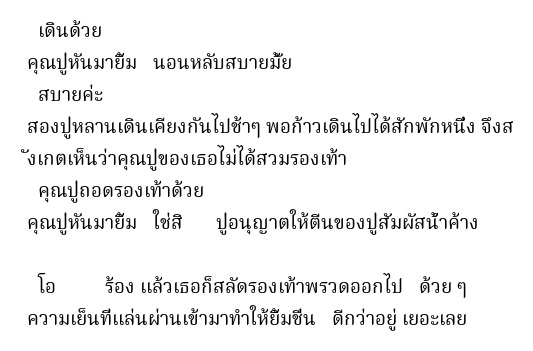 เดินด้วย
คุณปู่หันมายิ้ม นอนหลับสบายมั้ย
สบายค่ะ
สองปู่หลานเดินเคียงกันไปช้าๆ พอก้าวเดินไปได้สักพักหนึ่ง จึงส
ังเกตเห็นว่าคุณปู่ของเธอไม่ได้สวมรองเท้า
คุณปู่ถอดรองเท้าด้วย
คุณปู่หันมายิ้ม ใช่สิ ปู่อนุญาตให้ตีนของปู่สัมผัสน้ำค้าง
โอ ร้อง แล้วเธอก็สลัดรองเท้าพรวดออกไป ด้วย ๆ
ความเย็นที่แล่นผ่านเข้ามาทำให้ยิ้มชื่น ดีกว่าอยู่ เยอะเลย